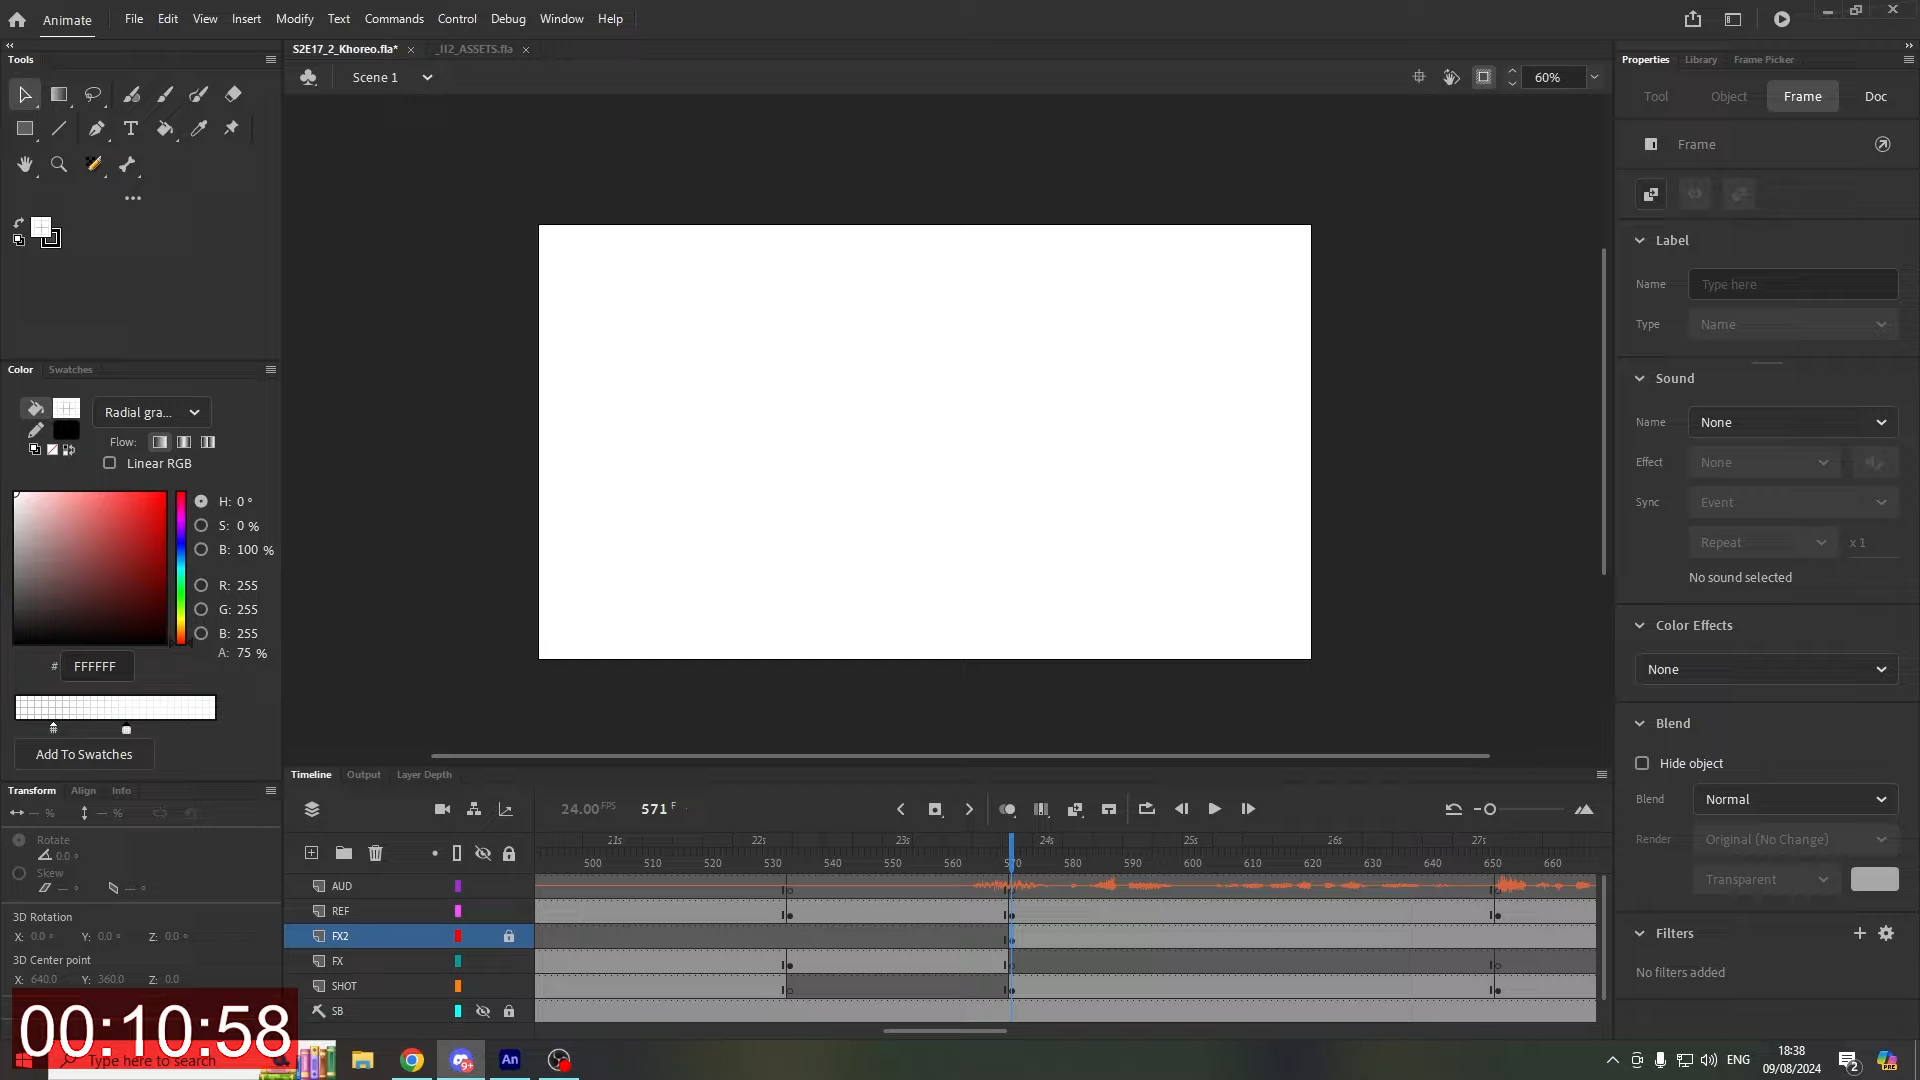 Animate File Edit View Insert Modify Text Commands Control Debug Window Help
S2E17_2_Khoreo.fla* × _II2_ASSETS.fla ×
Tools
Scene 1
60%
Properties Library Frame Picker
Tool Object Frame Doc
Frame
Label
Name Type here
Type Name
Sound
Name None
Effect None
Sync Event
Repeat x 1
No sound selected
Color Effects
None
Blend
Hide object
Blend Normal
Render Original (No Change)
Transparent
Filters
No filters added
Color Swatches
Radial gra...
Flow:
Linear RGB
H: 0 °
S: 0 %
B: 100 %
R: 255
G: 255
B: 255
A: 75 %
# FFFFFF
Add To Swatches
Transform Align Info
— % — %
Rotate
0.0 °
Skew
— ° — °
3D Rotation
X: 0.0 ° Y: 0.0 ° Z: 0.0 °
3D Center point
X: 640.0 Y: 360.0 Z: 0.0
Timeline Output Layer Depth
24.00 FPS 571 F
21s 22s 23s 24s 25s 26s 27s
500 510 520 530 540 550 560 570 580 590 600 610 620 630 640 650 660
AUD
REF
FX2
FX
SHOT
SB
00:10:58
Type here to search
9+
An
ENG
18:38
09/08/2024
2
PRE